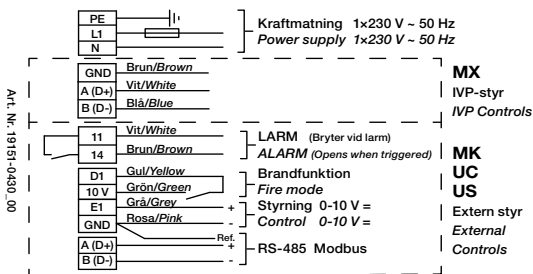 PE
L1
N
Kraftmatning 1×230 V ~ 50 Hz
Power supply 1×230 V ~ 50 Hz
GND Brun/Brown
A (D+) Vit/White
B (D-) Blå/Blue
MX
IVP-styr
IVP Controls
11 Vit/White
14 Brun/Brown
LARM (Bryter vid larm)
ALARM (Opens when triggered)
D1 Gul/Yellow
10 V Grön/Green
Brandfunktion
Fire mode
E1 Grå/Grey +
GND Rosa/Pink -
Styrning 0-10 V =
Control 0-10 V =
Ref.
A (D+) +
B (D-) -
RS-485 Modbus
MK
UC
US
Extern styr
External
Controls
Art. Nr. 19151-0430_00